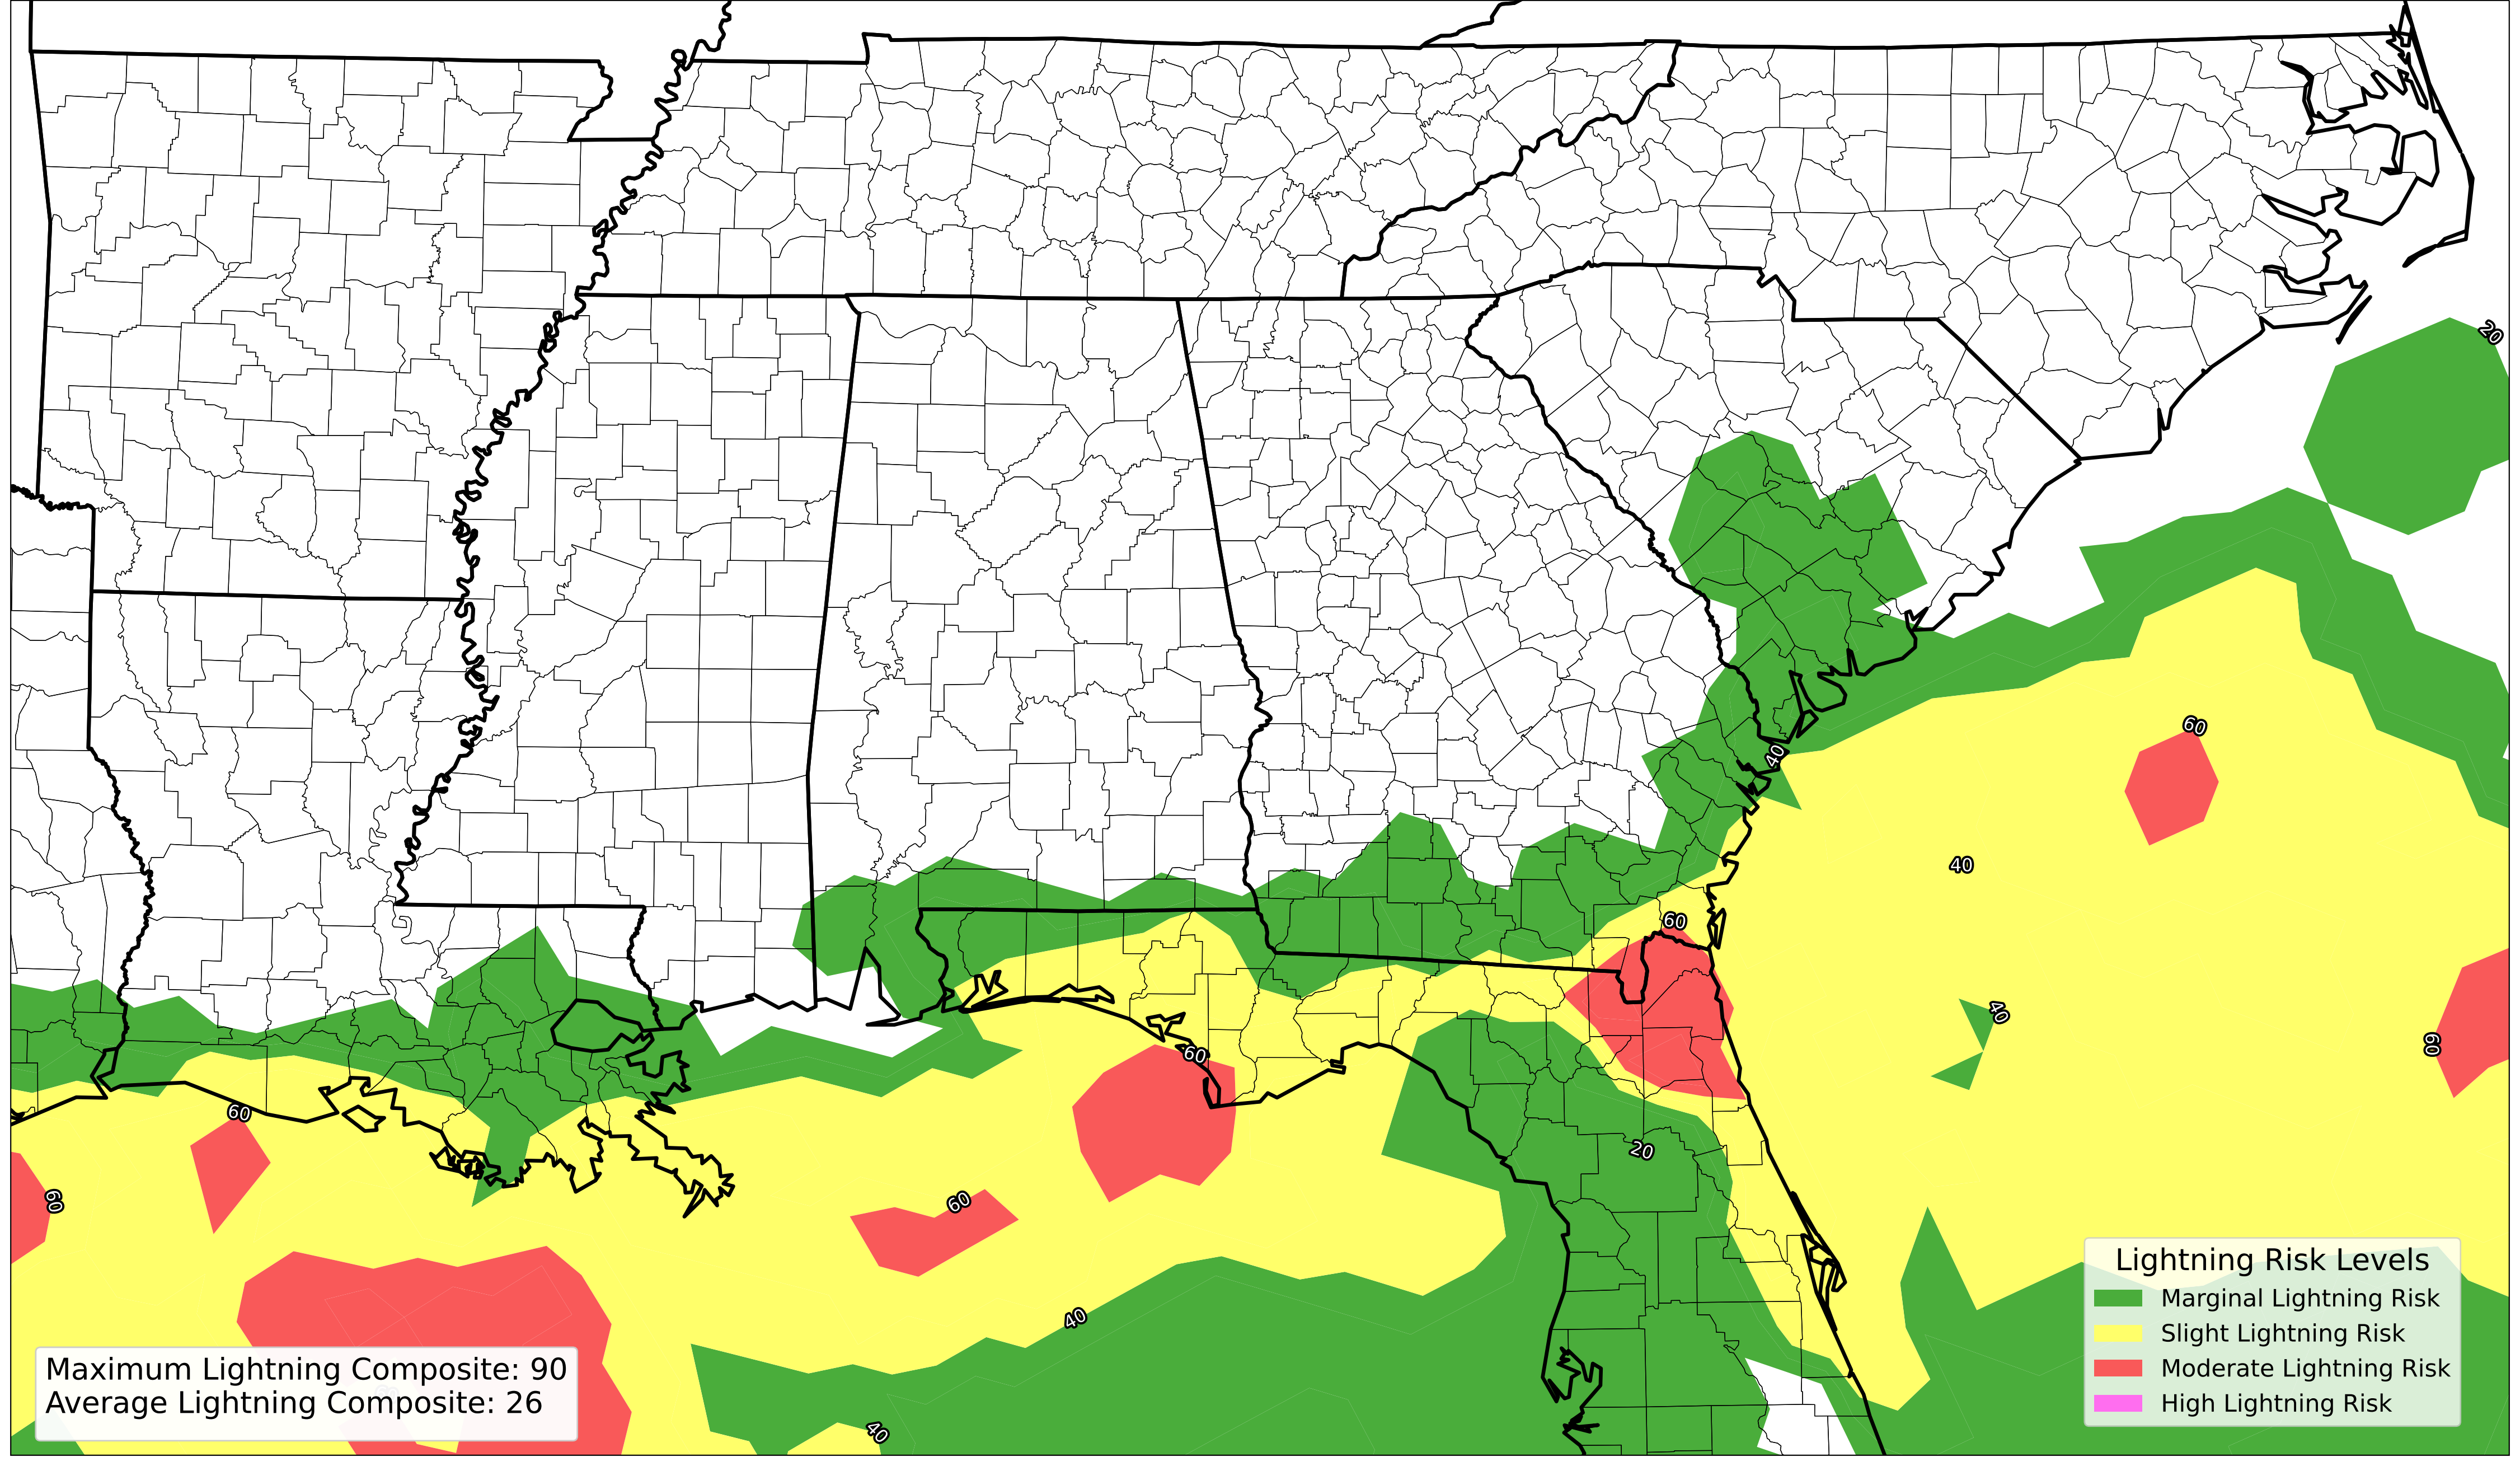 20
40
60
40
60
40
60
60
60
20
60
60
40
40
Lightning Risk Levels
Marginal Lightning Risk
Slight Lightning Risk
Moderate Lightning Risk
High Lightning Risk
Maximum Lightning Composite: 90
Average Lightning Composite: 26